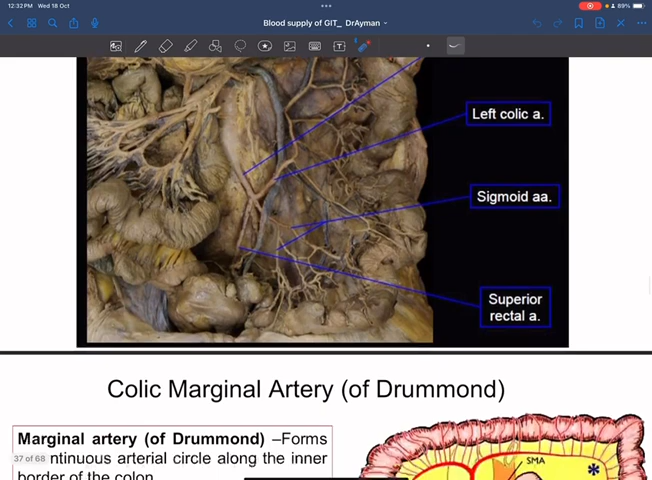 12:32 PM Wed 18 Oct
89%
Blood supply of GIT_ DrAyman
Left colic a.
Sigmoid aa.
Superior
rectal a.
Colic Marginal Artery (of Drummond)
Marginal artery (of Drummond) –Forms
37 of 68
ntinuous arterial circle along the inner
border of the colon
SMA
*